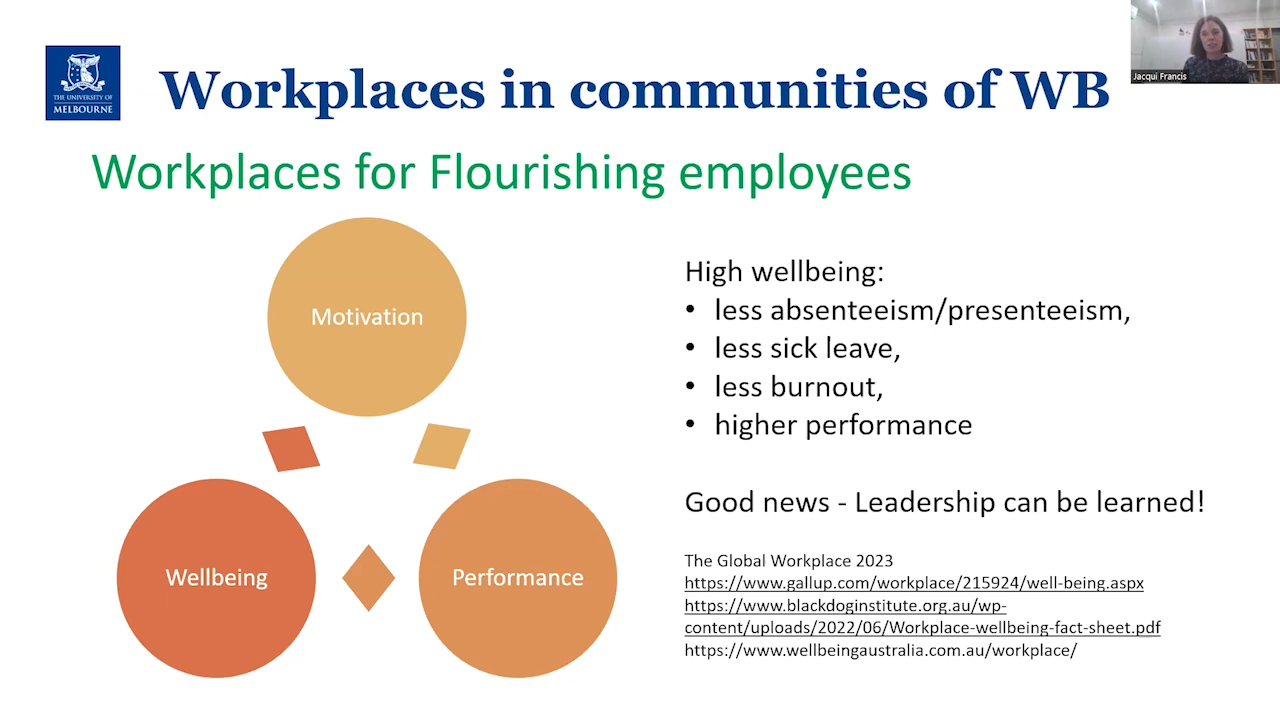 THE UNIVERSITY OF
MELBOURNE
Workplaces in communities of WB
Jacqui Francis
Workplaces for Flourishing employees
Motivation
Wellbeing
Performance
High wellbeing:
• less absenteeism/presenteeism,
• less sick leave,
• less burnout,
• higher performance
Good news - Leadership can be learned!
The Global Workplace 2023
https://www.gallup.com/workplace/215924/well-being.aspx
https://www.blackdoginstitute.org.au/wp-
content/uploads/2022/06/Workplace-wellbeing-fact-sheet.pdf
https://www.wellbeingaustralia.com.au/workplace/